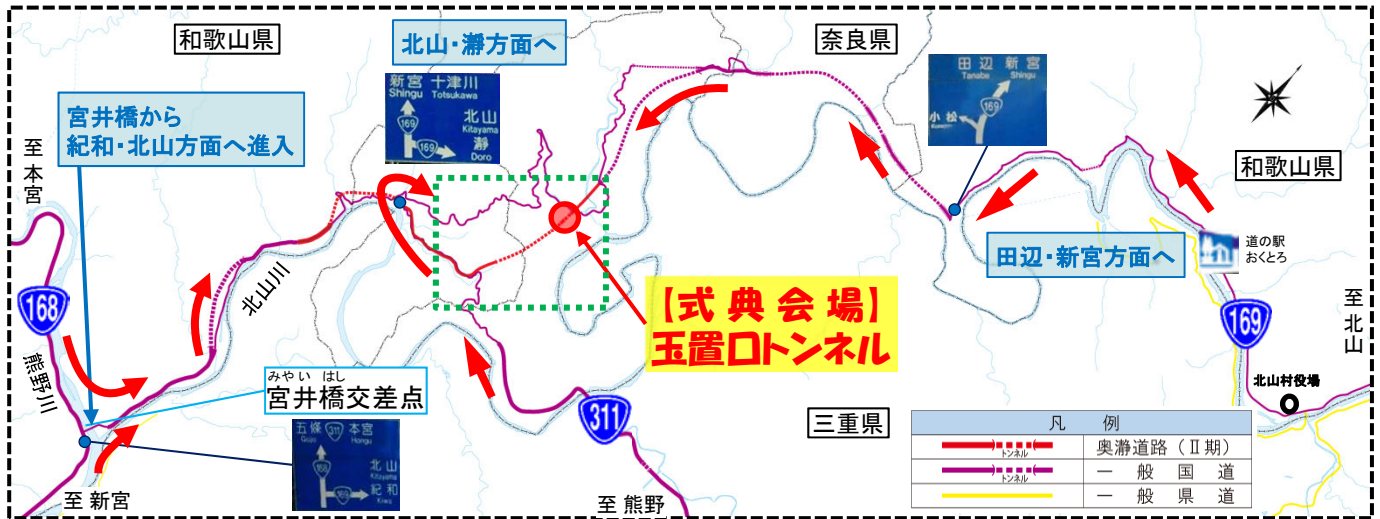 和歌山県
北山・瀞方面へ
奈良県
新宮 十津川
Shingu Totsukawa
169
北山
Kitayama
瀞
Doro
169
田辺 新宮
Tanabe Shingu
169
小松
宮井橋から
紀和・北山方面へ進入
至本宮
和歌山県
道の駅
おくとろ
田辺・新宮方面へ
北山川
168
熊野川
【式典会場】
玉置口トンネル
169
至北山
北山村役場
みやい はし
宮井橋交差点
311
三重県
五條 311 本宮
Gojo Hongu
168
北山
Kitayama
169
紀和
Kiwa
至 新宮
至 熊野
凡 例
トンネル
奥瀞道路（Ⅱ期）
トンネル
一般国道
一般県道